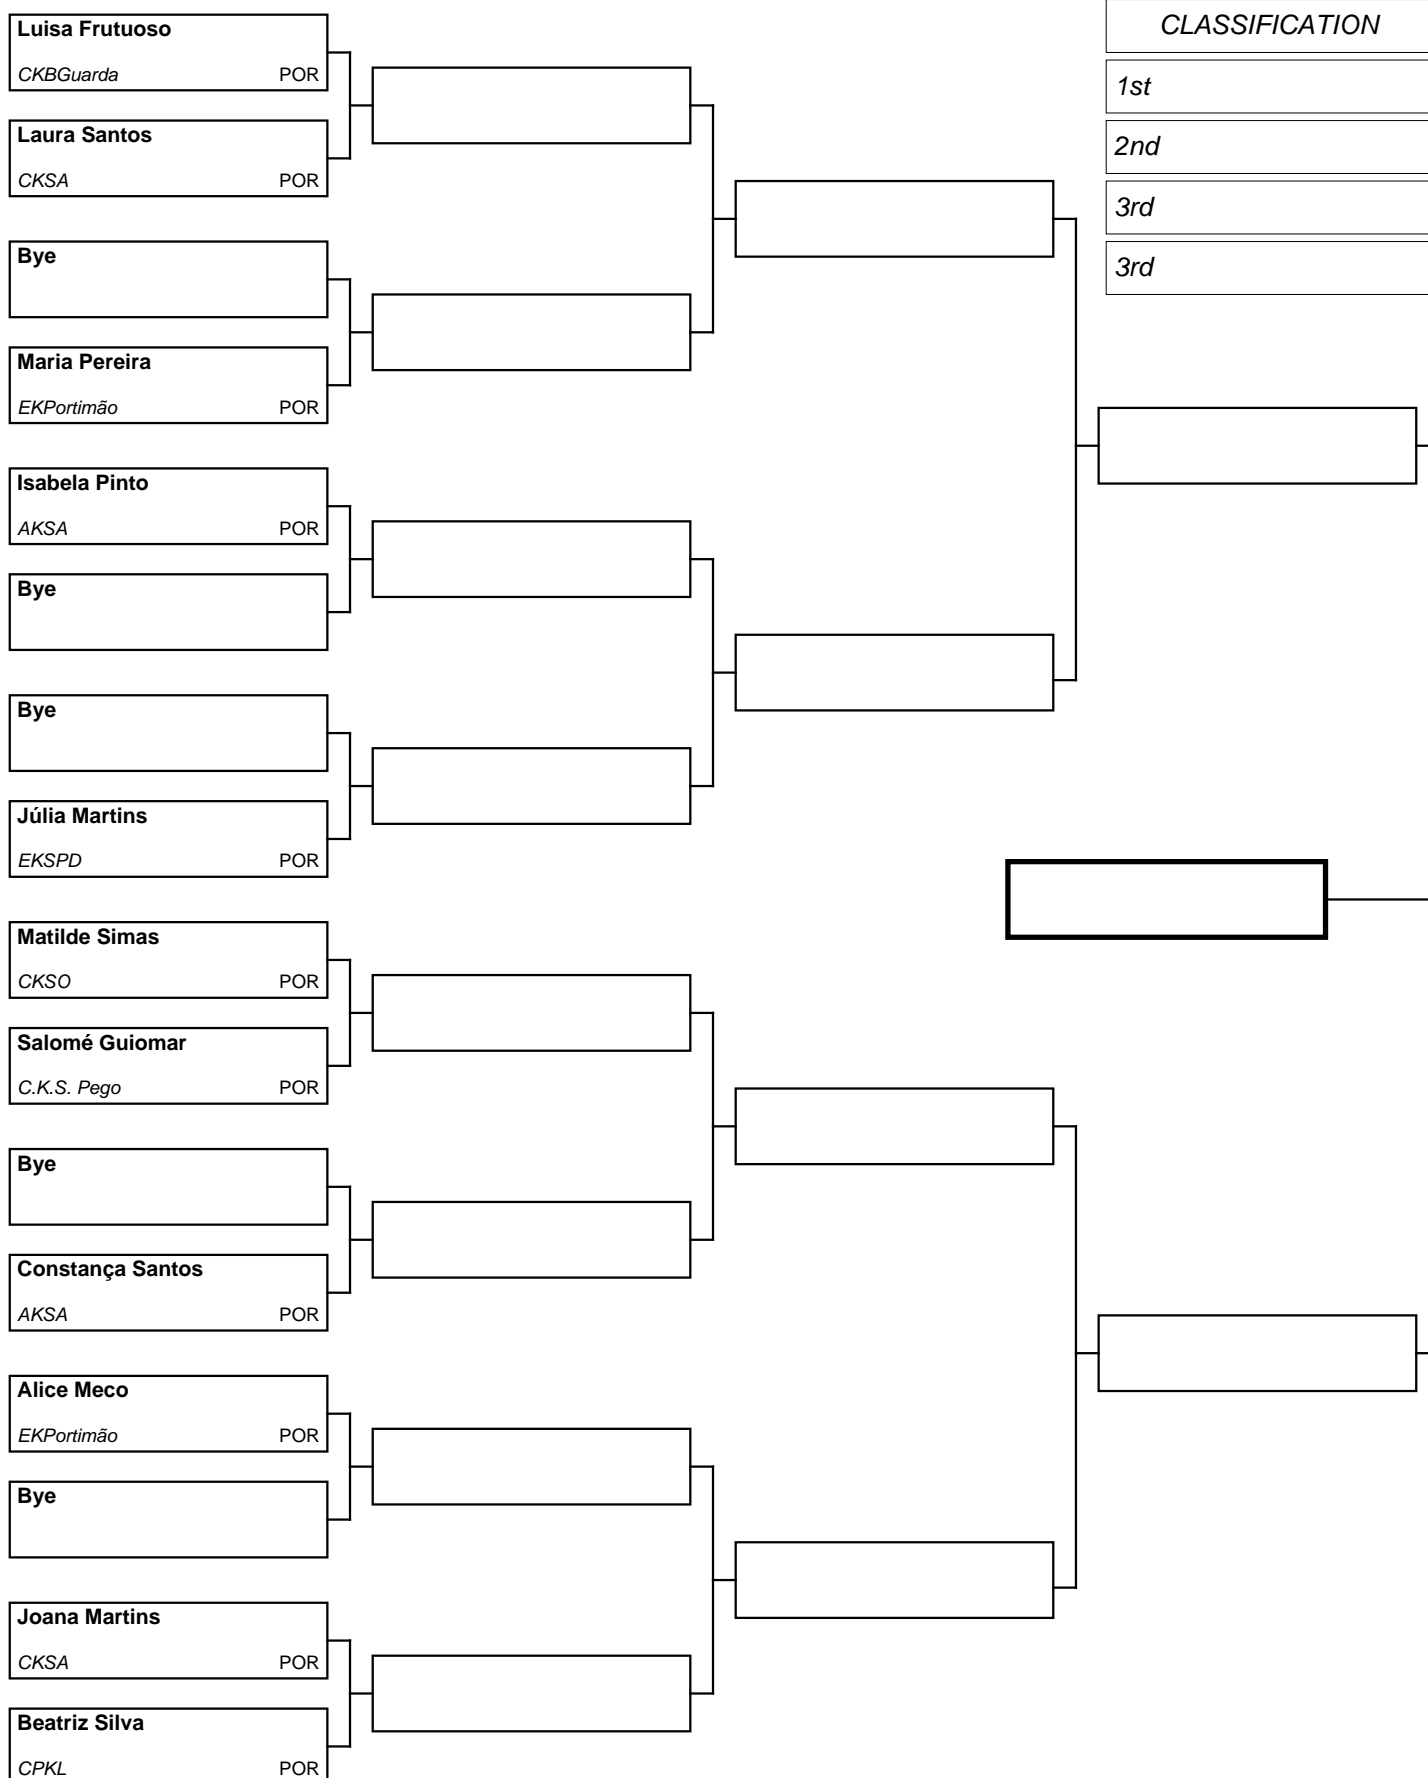 Luisa Frutuoso
CKBGuarda POR
Laura Santos
CKSA POR
Bye
Maria Pereira
EKPortimão POR
Isabela Pinto
AKSA POR
Bye
Bye
Júlia Martins
EKSPD POR
Matilde Simas
CKSO POR
Salomé Guiomar
C.K.S. Pego POR
Bye
Constança Santos
AKSA POR
Alice Meco
EKPortimão POR
Bye
Joana Martins
CKSA POR
Beatriz Silva
CPKL POR
CLASSIFICATION
1st
2nd
3rd
3rd